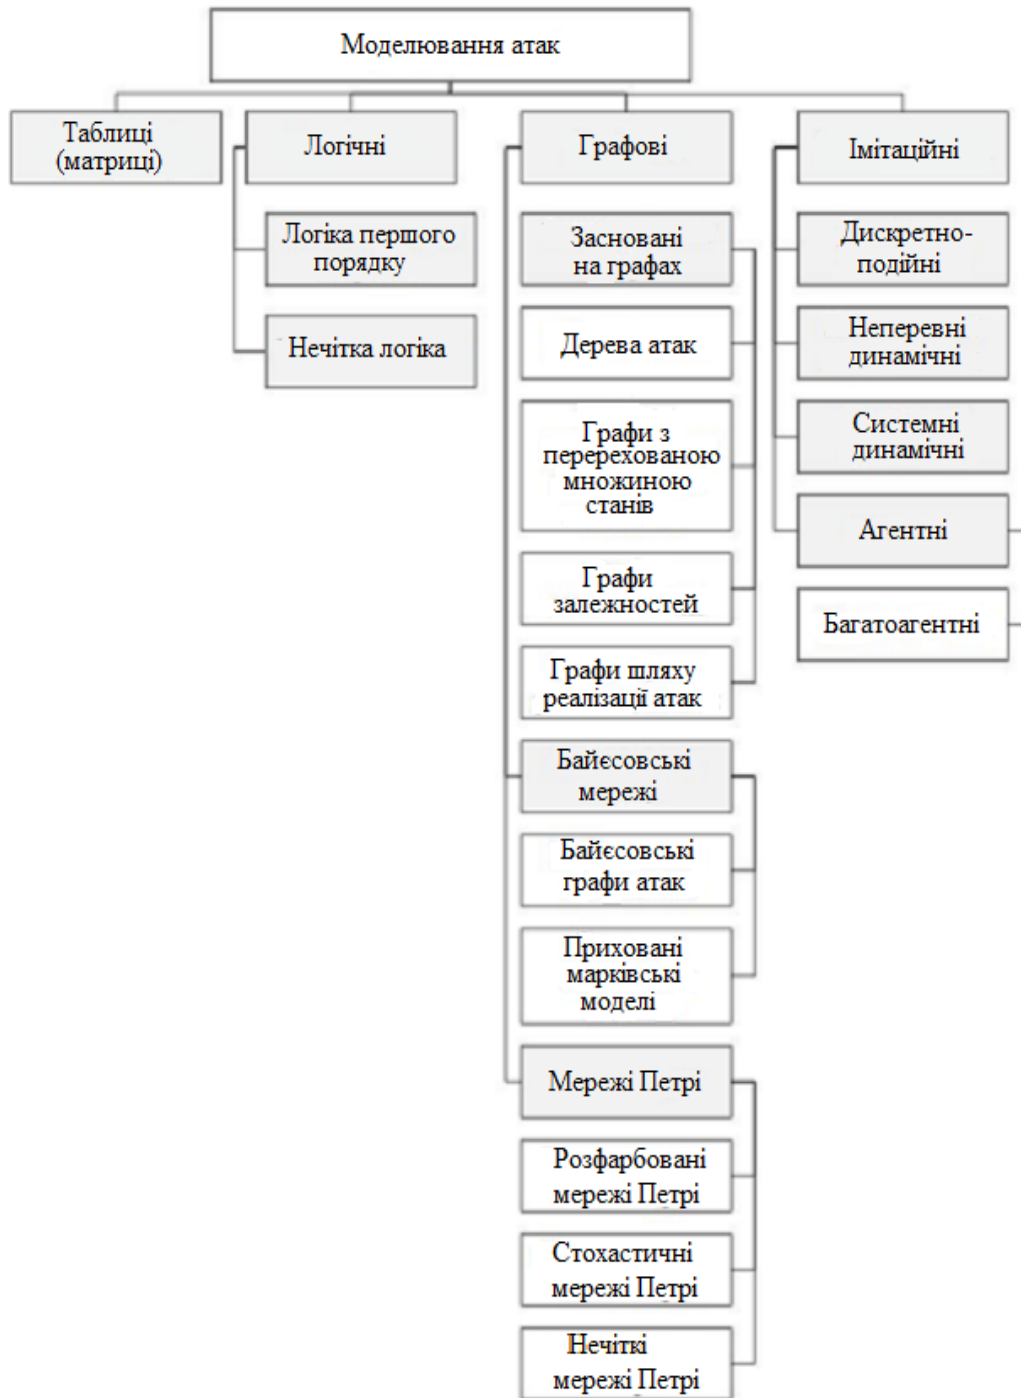 Моделювання атак
Таблиці
(матриці)
Логічні
Логіка першого
порядку
Нечітка логіка
Графові
Засновані
на графах
Дерева атак
Графи з
перерехованою
множиною
станів
Графи
залежностей
Графи шляху
реалізації атак
Байєсовські
мережі
Байєсовські
графи атак
Приховані
марківські
моделі
Мережі Петрі
Розфарбовані
мережі Петрі
Стохастичні
мережі Петрі
Нечіткі
мережі Петрі
Імітаційні
Дискретно-
подійні
Неперевні
динамічні
Системні
динамічні
Агентні
Багатоагентні